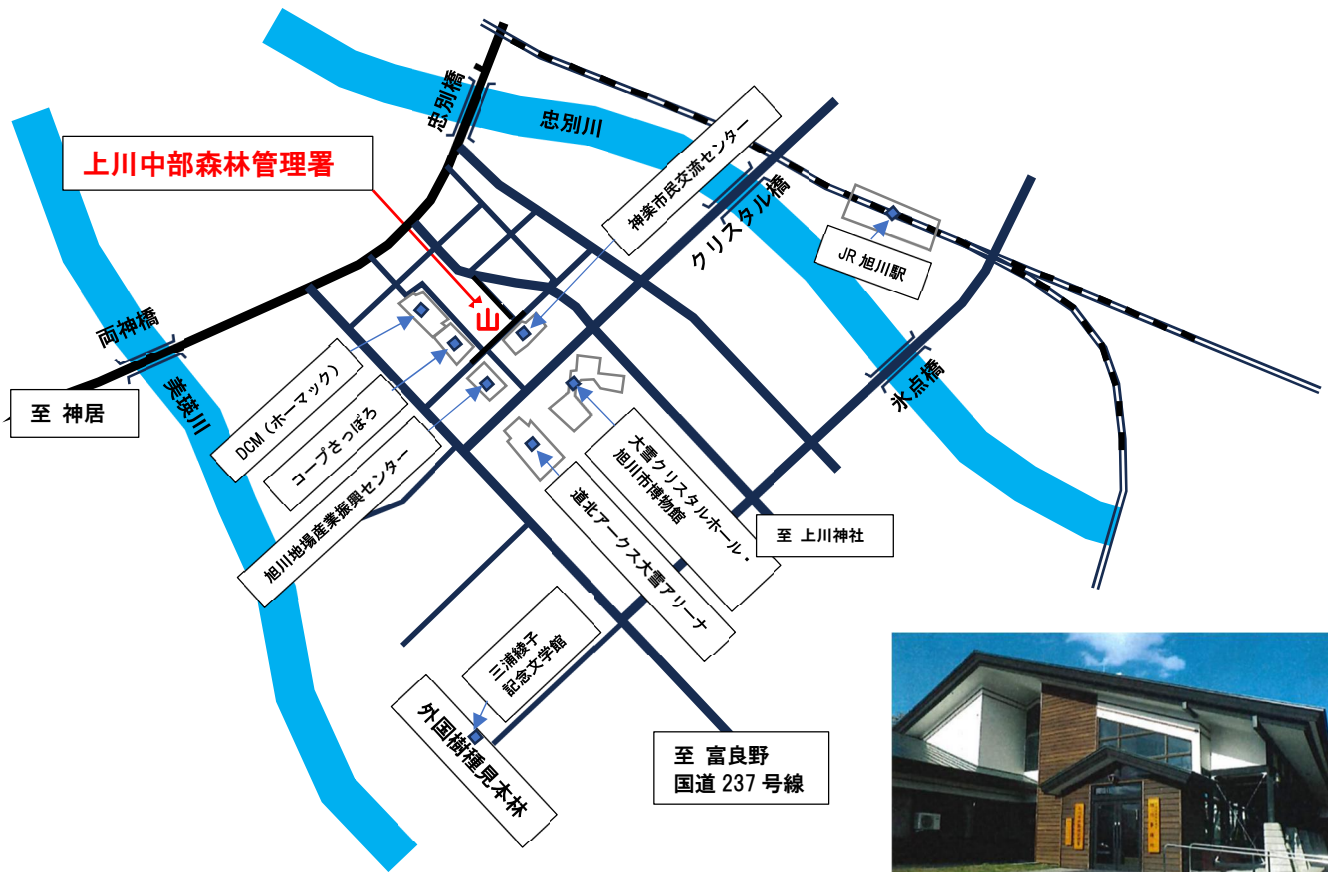 忠別橋
忠別川
上川中部森林管理署
神楽市民交流センター
クリスタル橋
JR 旭川駅
山
両神橋
氷点橋
至 神居
美瑛川
DCM（ホーマック）
コープさっぽろ
旭川地場産業振興センター
大雪クリスタルホール・
旭川市博物館
道北アークス大雪アリーナ
至 上川神社
三浦綾子
記念文学館
外国樹種見本林
至 富良野
国道 237 号線